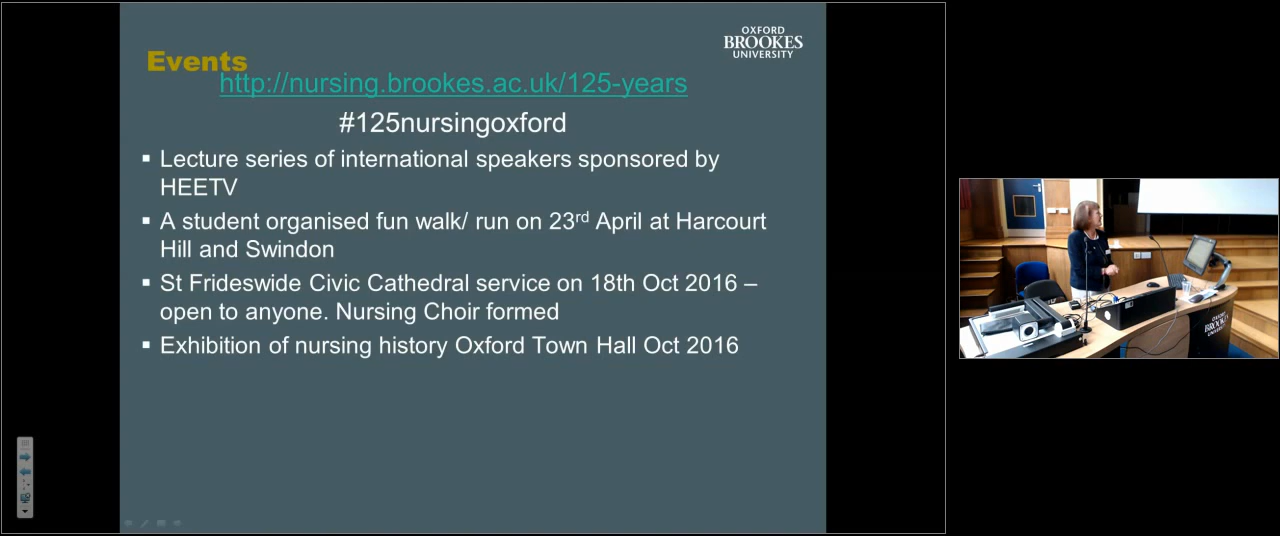 OXFORD
BROOKES
UNIVERSITY
Events
http://nursing.brookes.ac.uk/125-years
#125nursingoxford
▪ Lecture series of international speakers sponsored by
HEETV
▪ A student organised fun walk/ run on 23rd April at Harcourt
Hill and Swindon
▪ St Frideswide Civic Cathedral service on 18th Oct 2016 –
open to anyone. Nursing Choir formed
▪ Exhibition of nursing history Oxford Town Hall Oct 2016
OXFORD
BROOKES
UNIVERSITY